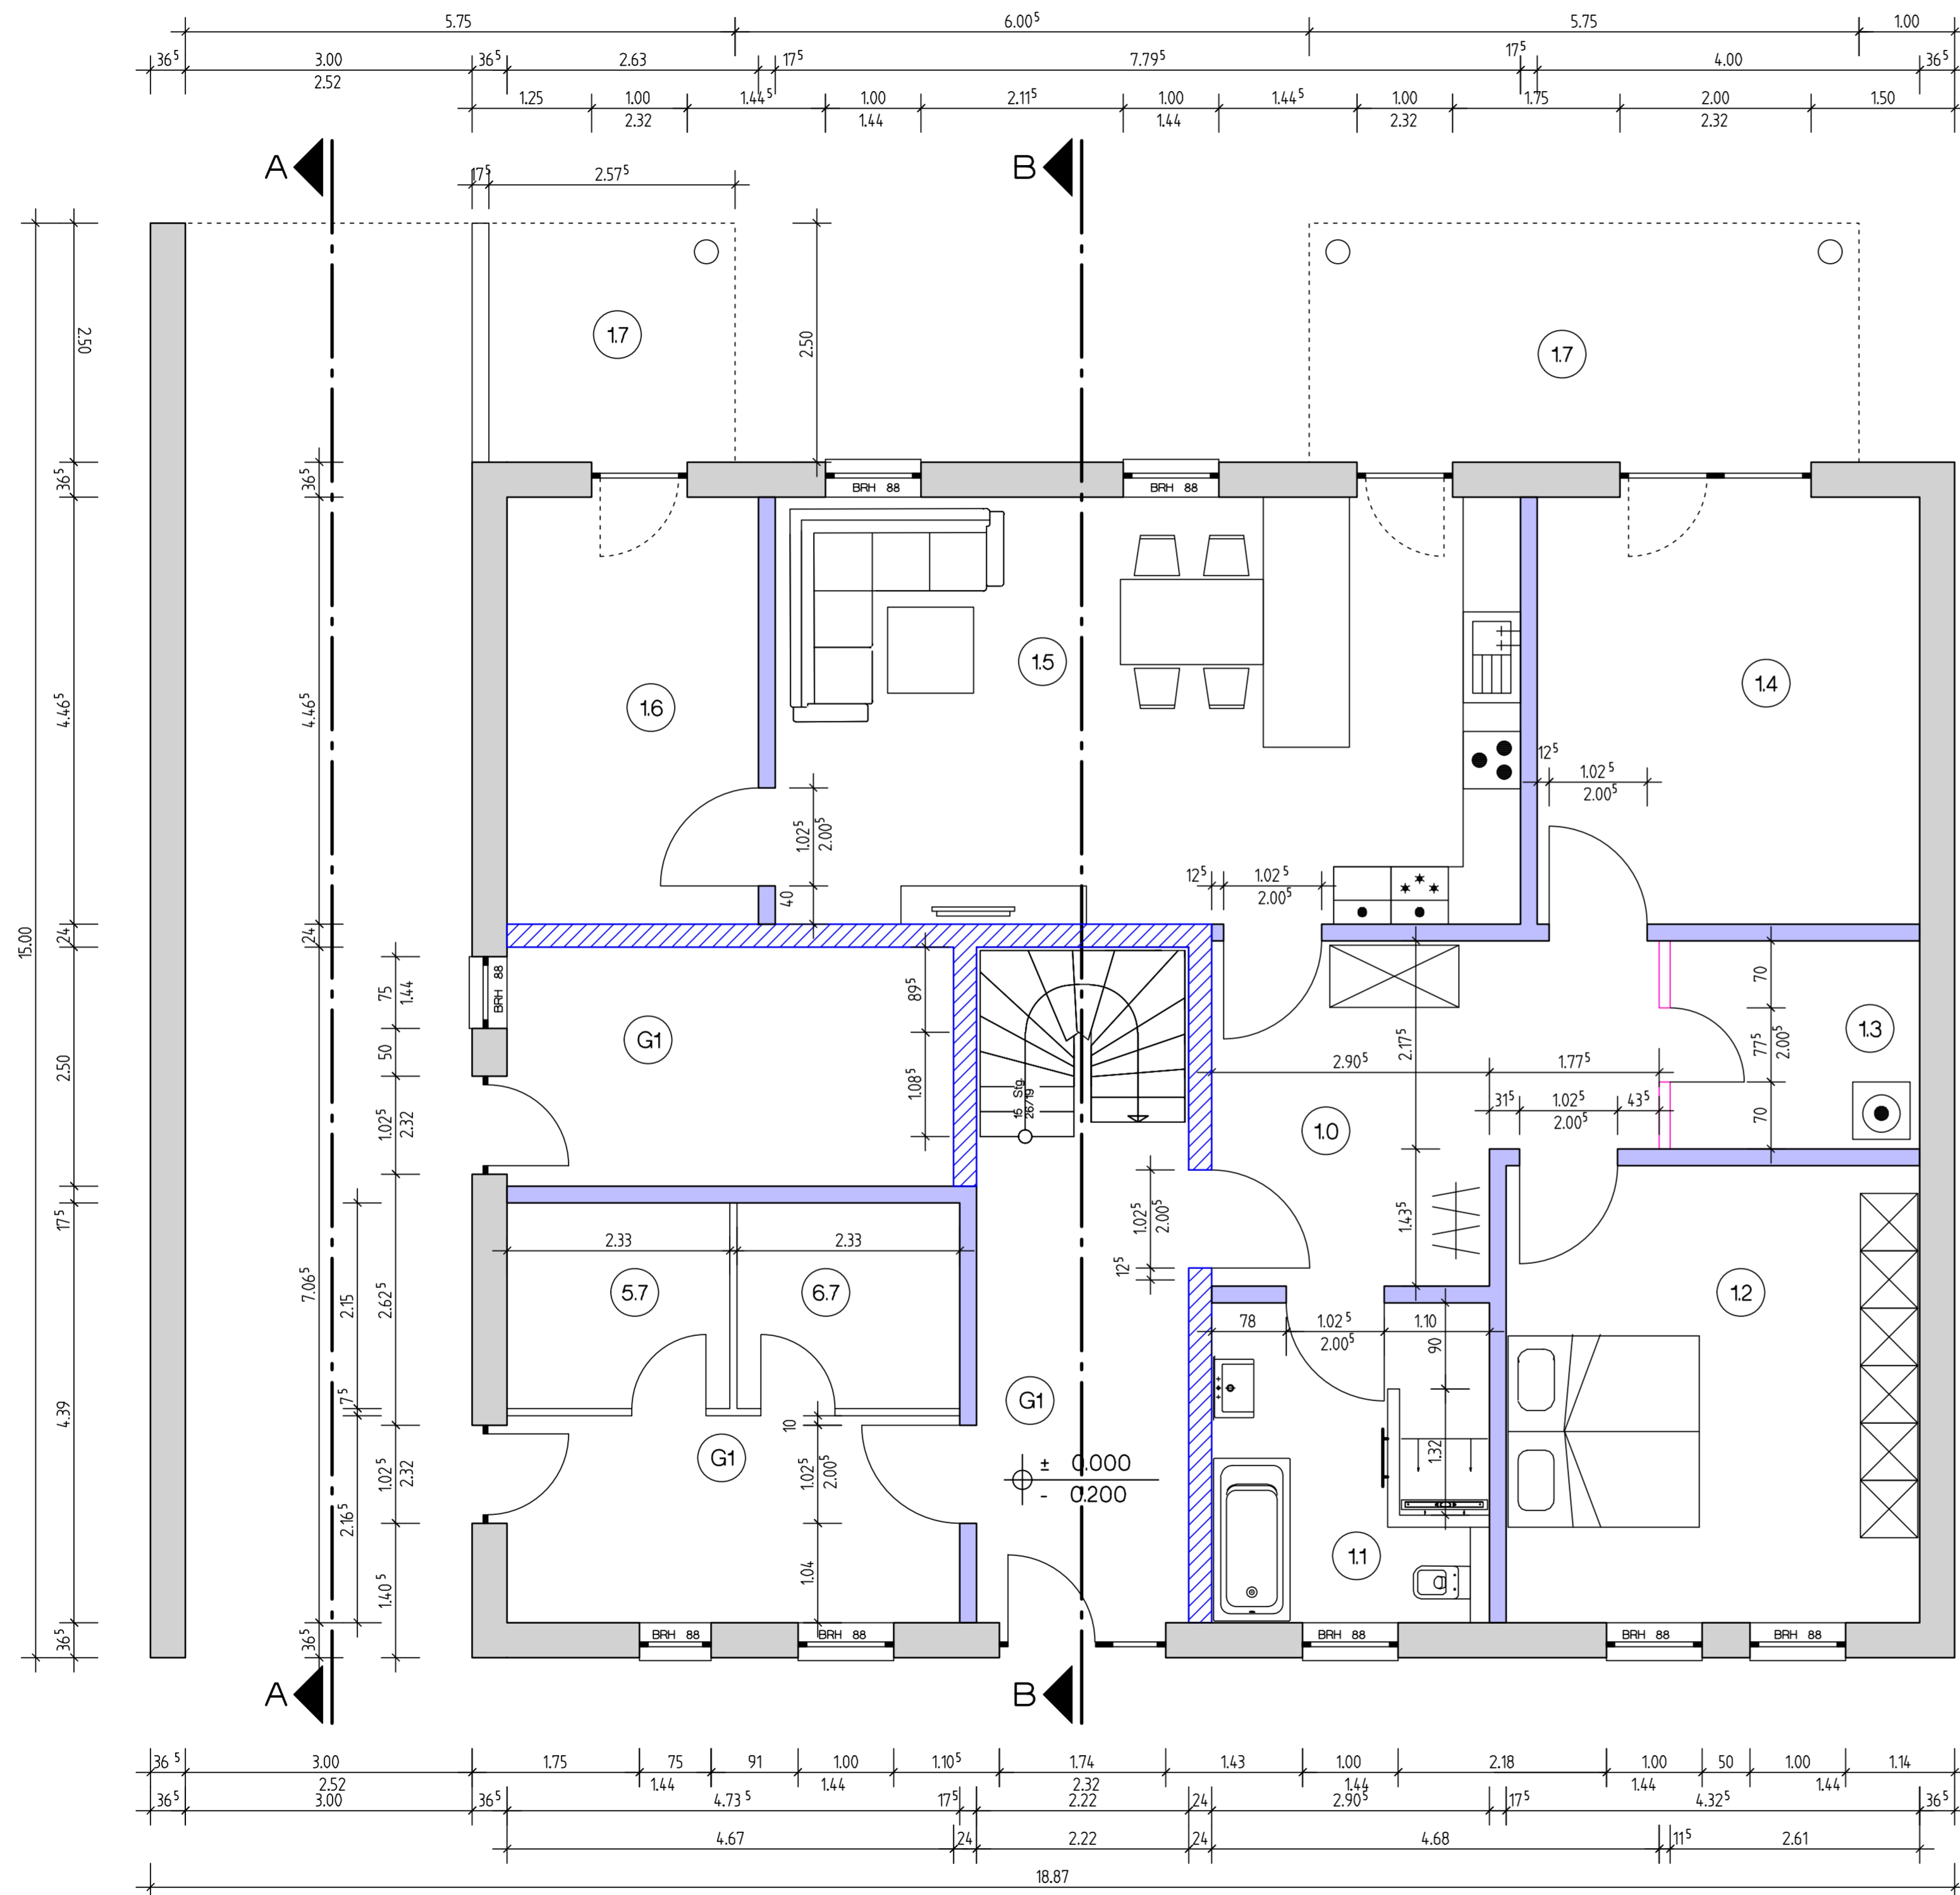 5.75 6.00⁵ 5.75 1.00
36⁵ 3.00 36⁵ 2.63 17⁵ 7.79⁵ 17⁵ 4.00 36⁵
2.52
1.25 1.00 1.44⁵ 1.00 2.11⁵ 1.00 1.44⁵ 1.00 1.75 2.00 1.50
2.32 1.44 1.44 2.32 2.32
A B
17⁵ 2.57⁵
2.50 1.7 2.50 1.7
36⁵ 36⁵ BRH 88 BRH 88
4.46⁵ 4.46⁵ 1.6 1.5 1.4
12⁵ 1.02⁵
2.00⁵
1.02⁵ 2.00⁵
40 12⁵ 1.02⁵
2.00⁵
15.00 24 24
75 1.44 BRH 88 89⁵ 70
50 G1 2.17⁵ 77⁵ 2.00⁵ 1.3
2.50 1.08⁵ 15 Stg. 26/19 2.90⁵ 1.77⁵
1.02⁵ 2.32 1.0 31⁵ 1.02⁵ 43⁵ 70
2.00⁵
17⁵ 1.02⁵ 2.00⁵ 1.43⁵
2.33 2.33 12⁵
7.06⁵ 2.15 2.62⁵ 5.7 6.7 1.2
78 1.02⁵ 1.10
2.00⁵ 90
4.39 7⁵ 10 G1
1.02⁵ 2.32 G1 1.02⁵ 2.00⁵ ± 0.000 1.32
- 0.200
2.16⁵
1.40⁵ 1.04 1.1
36⁵ 36⁵ BRH 88 BRH 88 BRH 88 BRH 88 BRH 88
A B
36⁵ 3.00 1.75 75 91 1.00 1.10⁵ 1.74 1.43 1.00 2.18 1.00 50 1.00 1.14
2.52 1.44 1.44 2.32 1.44 1.44 1.44
36⁵ 3.00 36⁵ 4.73⁵ 17⁵ 2.22 24 2.90⁵ 17⁵ 4.32⁵ 36⁵
4.67 24 2.22 24 4.68 11⁵ 2.61
18.87